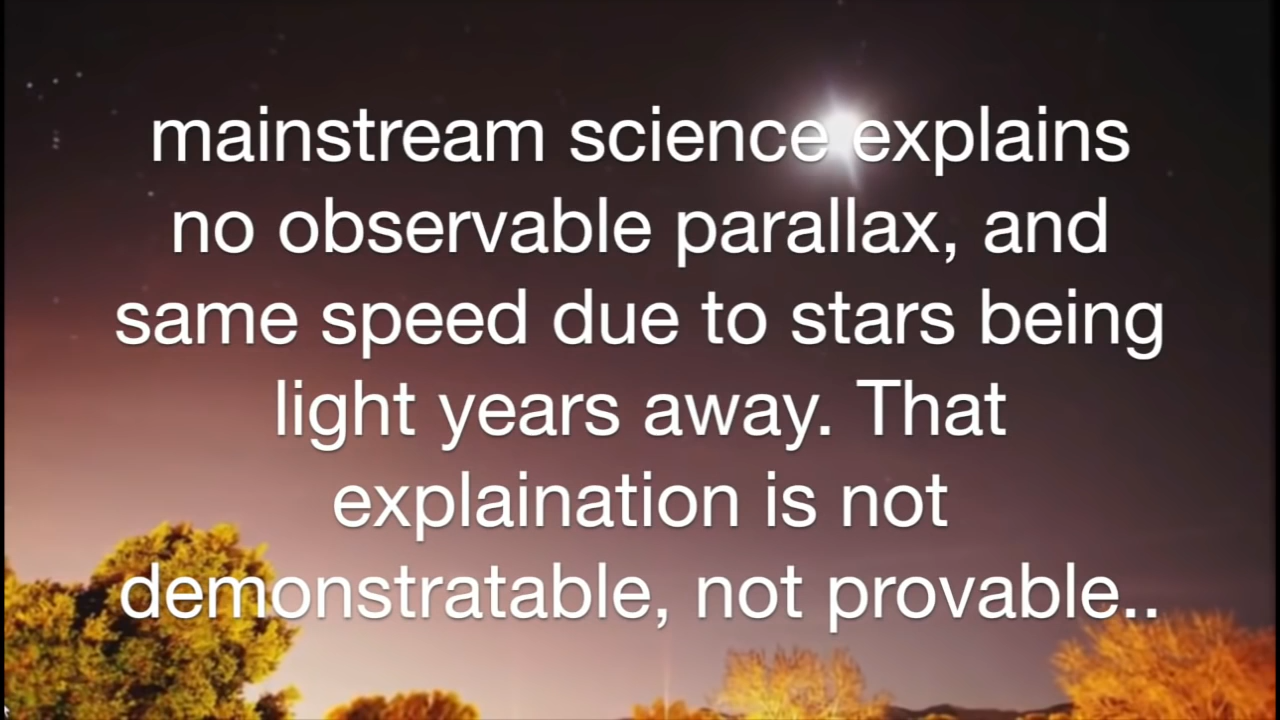 mainstream science explains
no observable parallax, and
same speed due to stars being
light years away. That
explaination is not
demonstratable, not provable..